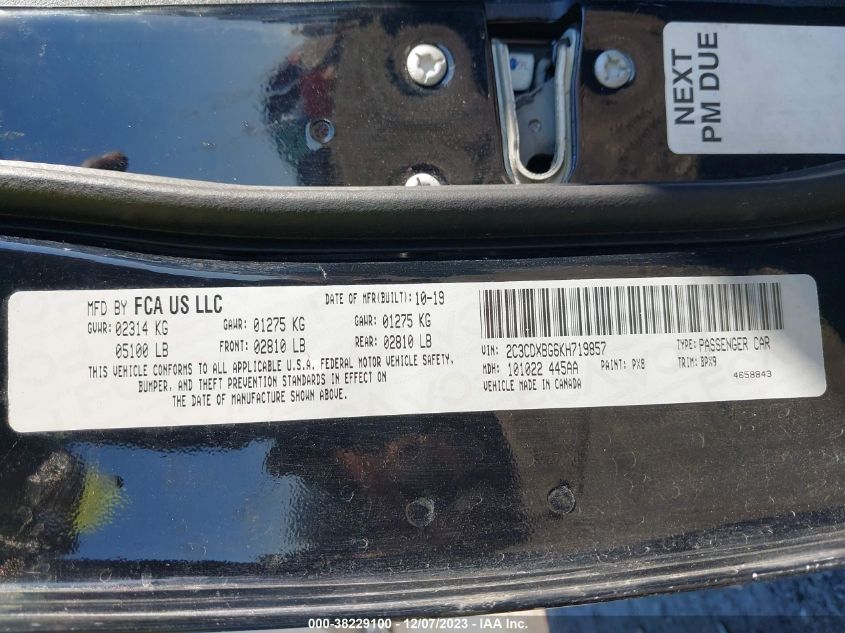 NEXT
PM DUE
MFD BY FCA US LLC
DATE OF MFR(BUILT): 10-19
GVWR: 02314 KG
GAWR: 01275 KG
GAWR: 01275 KG
05100 LB
FRONT: 02810 LB
REAR: 02810 LB
THIS VEHICLE CONFORMS TO ALL APPLICABLE U.S.A. FEDERAL MOTOR VEHICLE SAFETY,
BUMPER, AND THEFT PREVENTION STANDARDS IN EFFECT ON
THE DATE OF MANUFACTURE SHOWN ABOVE.
VIN: 2C3CDXBG6KH719857
TYPE: PASSENGER CAR
MDH: 101022 445AA
PAINT: PX8
TRIM: BPX9
VEHICLE MADE IN CANADA
4658843
000-38229100 - 12/07/2023 - IAA Inc.